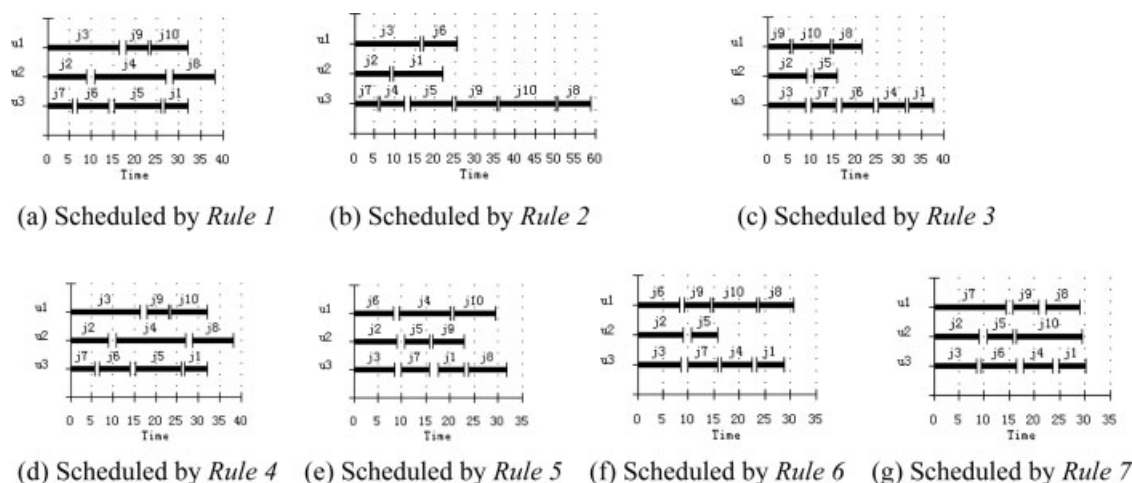 j3 j9 j10
u1
j2 j4 j8
u2
j7 j6 j5 j1
u3
0 5 10 15 20 25 30 35 40
Time
(a) Scheduled by Rule 1
j3 j6
u1
j2 j1
u2
j7 j4 j5 j9 j10 j8
u3
0 5 10 15 20 25 30 35 40 45 50 55 60
Time
(b) Scheduled by Rule 2
j9 j10 j8
u1
j2 j5
u2
j3 j7 j6 j4 j1
u3
0 5 10 15 20 25 30 35 40
Time
(c) Scheduled by Rule 3
j3 j9 j10
u1
j2 j4 j8
u2
j7 j6 j5 j1
u3
0 5 10 15 20 25 30 35 40
Time
(d) Scheduled by Rule 4
j6 j4 j10
u1
j2 j5 j9
u2
j3 j7 j1 j8
u3
0 5 10 15 20 25 30 35
Time
(e) Scheduled by Rule 5
j6 j9 j10 j8
u1
j2 j5
u2
j3 j7 j4 j1
u3
0 5 10 15 20 25 30 35
Time
(f) Scheduled by Rule 6
j7 j9 j8
u1
j2 j5 j10
u2
j3 j6 j4 j1
u3
0 5 10 15 20 25 30 35
Time
(g) Scheduled by Rule 7